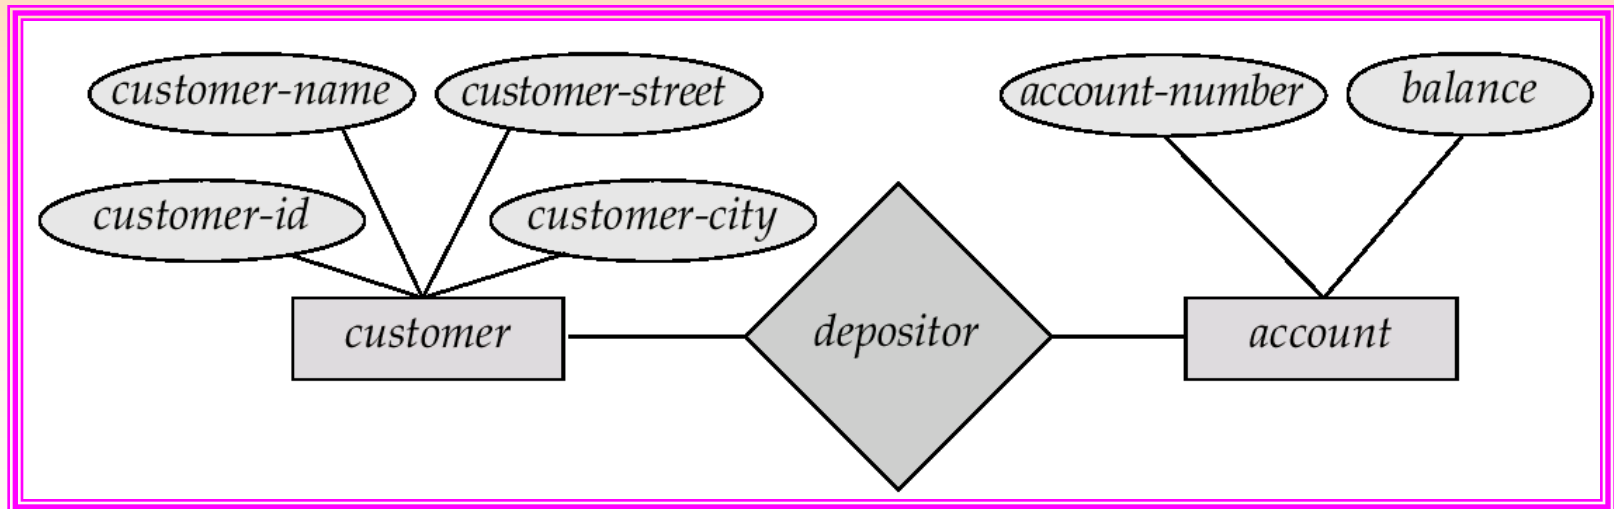 customer-name
customer-street
account-number
balance
customer-id
customer-city
customer
depositor
account